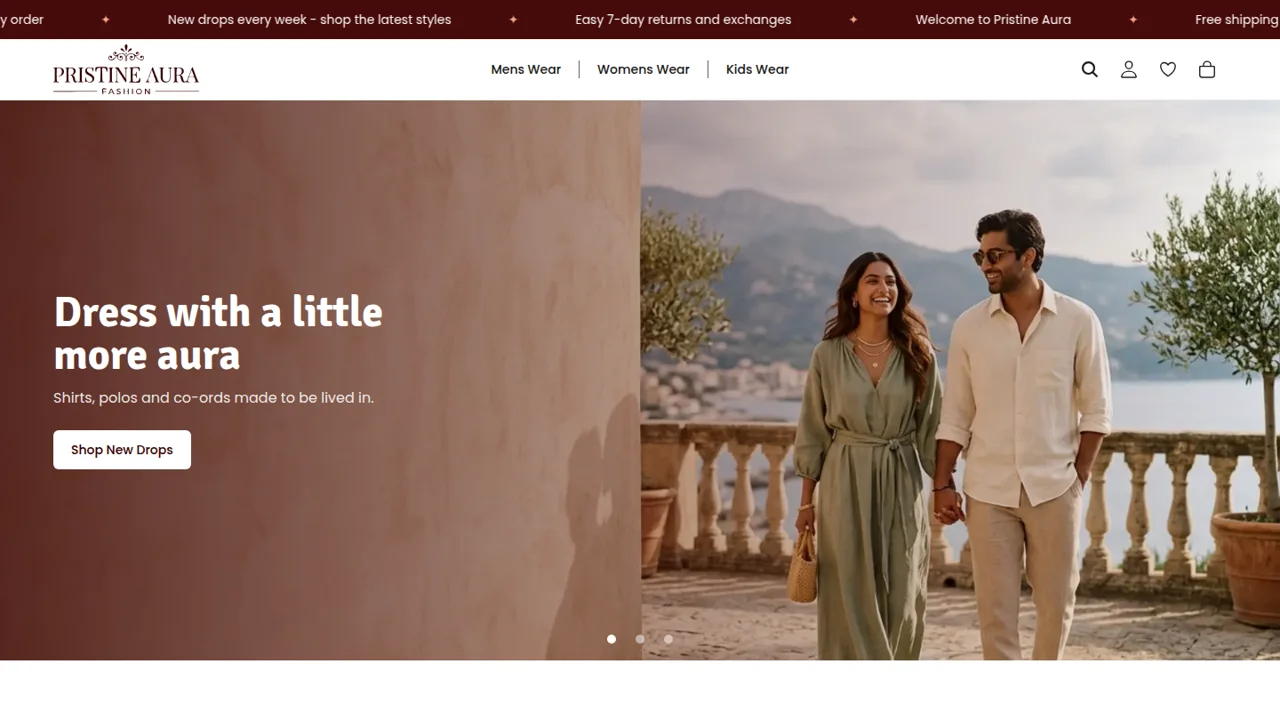 y order ✦ New drops every week - shop the latest styles ✦ Easy 7-day returns and exchanges ✦ Welcome to Pristine Aura ✦ Free shipping
PRISTINE AURA
FASHION
Mens Wear Womens Wear Kids Wear
Dress with a little
more aura
Shirts, polos and co-ords made to be lived in.
Shop New Drops